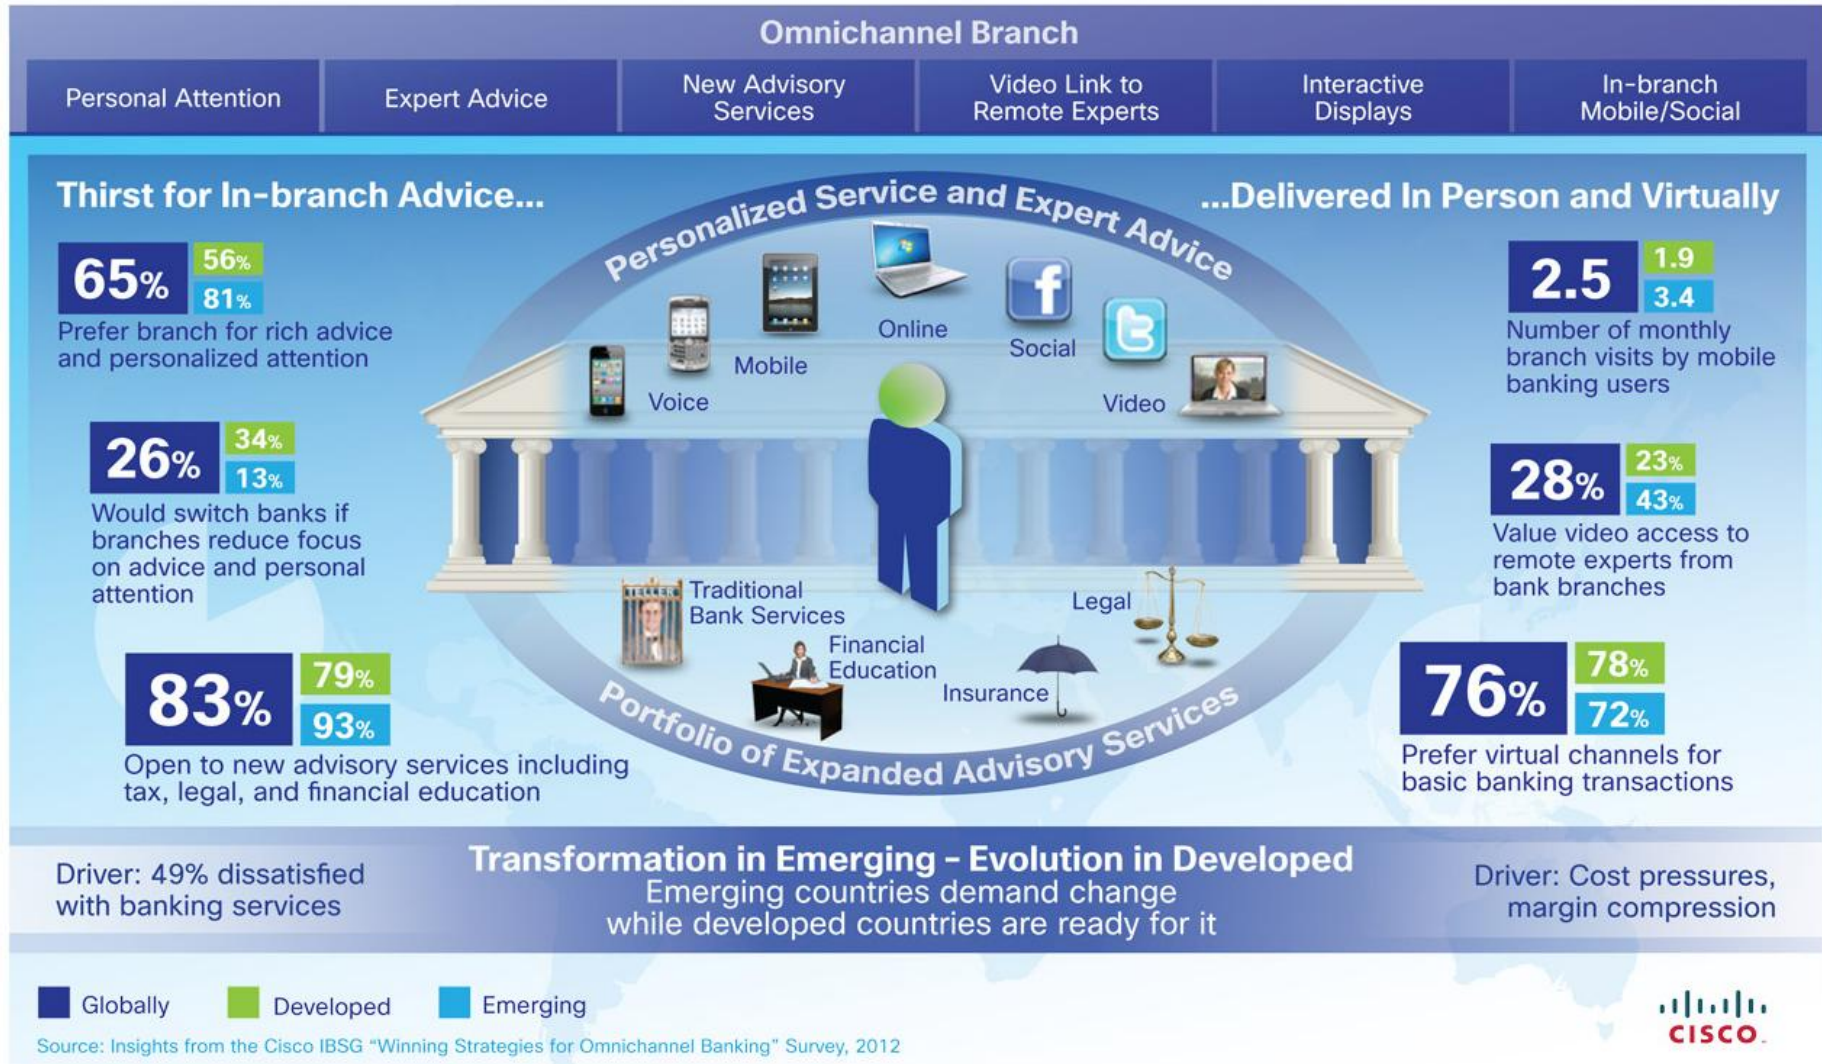 Omnichannel Branch
Personal Attention
Expert Advice
New Advisory
Services
Video Link to
Remote Experts
Interactive
Displays
In-branch
Mobile/Social
Thirst for In-branch Advice...
...Delivered In Person and Virtually
65%
56%
81%
Prefer branch for rich advice
and personalized attention
26%
34%
13%
Would switch banks if
branches reduce focus
on advice and personal
attention
83%
79%
93%
Open to new advisory services including
tax, legal, and financial education
Personalized Service and Expert Advice
Voice
Mobile
Online
Social
Video
TELLER
Traditional
Bank Services
Financial
Education
Insurance
Legal
Portfolio of Expanded Advisory Services
2.5
1.9
3.4
Number of monthly
branch visits by mobile
banking users
28%
23%
43%
Value video access to
remote experts from
bank branches
76%
78%
72%
Prefer virtual channels for
basic banking transactions
Driver: 49% dissatisfied
with banking services
Transformation in Emerging – Evolution in Developed
Emerging countries demand change
while developed countries are ready for it
Driver: Cost pressures,
margin compression
Globally
Developed
Emerging
Source: Insights from the Cisco IBSG “Winning Strategies for Omnichannel Banking” Survey, 2012
CISCO